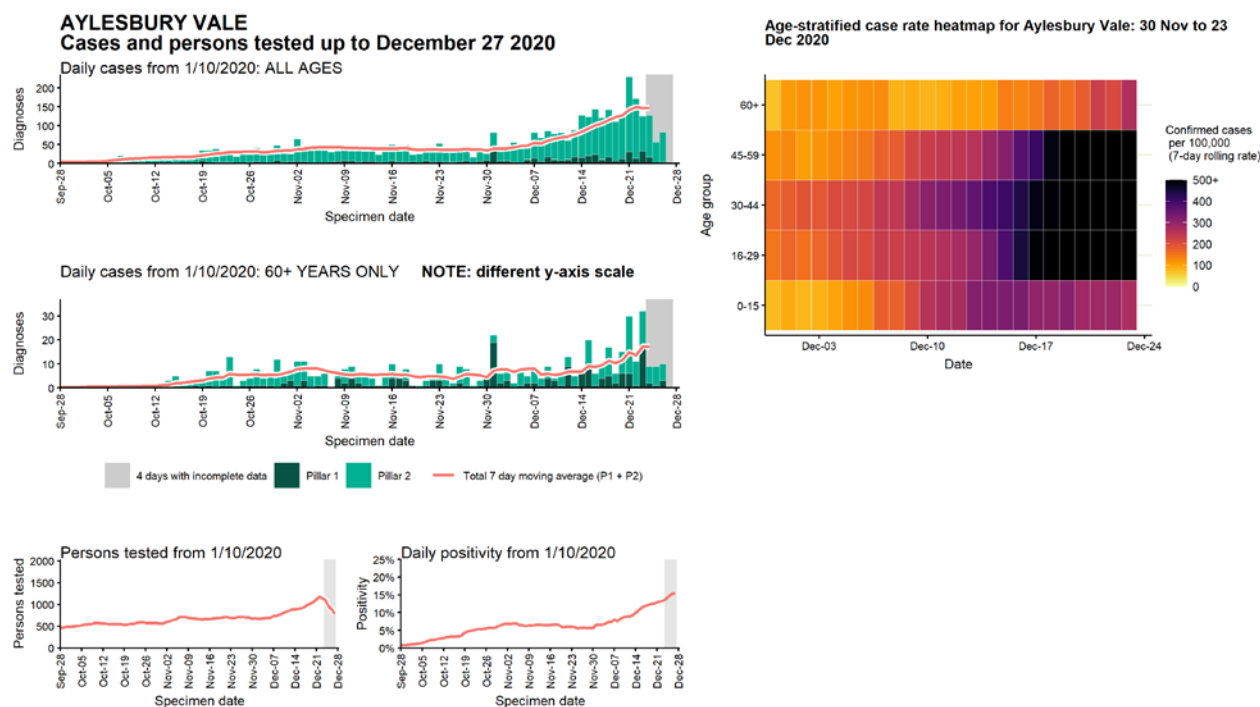 AYLESBURY VALE
Cases and persons tested up to December 27 2020
Daily cases from 1/10/2020: ALL AGES
Diagnoses
200
150
100
50
0
Sep-28
Oct-05
Oct-12
Oct-19
Oct-26
Nov-02
Nov-09
Nov-16
Nov-23
Nov-30
Dec-07
Dec-14
Dec-21
Dec-28
Specimen date
Daily cases from 1/10/2020: 60+ YEARS ONLY NOTE: different y-axis scale
Diagnoses
30
20
10
0
Sep-28
Oct-05
Oct-12
Oct-19
Oct-26
Nov-02
Nov-09
Nov-16
Nov-23
Nov-30
Dec-07
Dec-14
Dec-21
Dec-28
Specimen date
4 days with incomplete data Pillar 1 Pillar 2 Total 7 day moving average (P1 + P2)
Persons tested from 1/10/2020
Persons tested
2000
1500
1000
500
0
Sep-28
Oct-05
Oct-12
Oct-19
Oct-26
Nov-02
Nov-09
Nov-16
Nov-23
Nov-30
Dec-07
Dec-14
Dec-21
Dec-28
Specimen date
Daily positivity from 1/10/2020
Positivity
25%
20%
15%
10%
5%
0%
Sep-28
Oct-05
Oct-12
Oct-19
Oct-26
Nov-02
Nov-09
Nov-16
Nov-23
Nov-30
Dec-07
Dec-14
Dec-21
Dec-28
Specimen date
Age-stratified case rate heatmap for Aylesbury Vale: 30 Nov to 23
Dec 2020
Age group
60+
45-59
30-44
16-29
0-15
Dec-03
Dec-10
Dec-17
Dec-24
Date
Confirmed cases
per 100,000
(7-day rolling rate)
500+
400
300
200
100
0